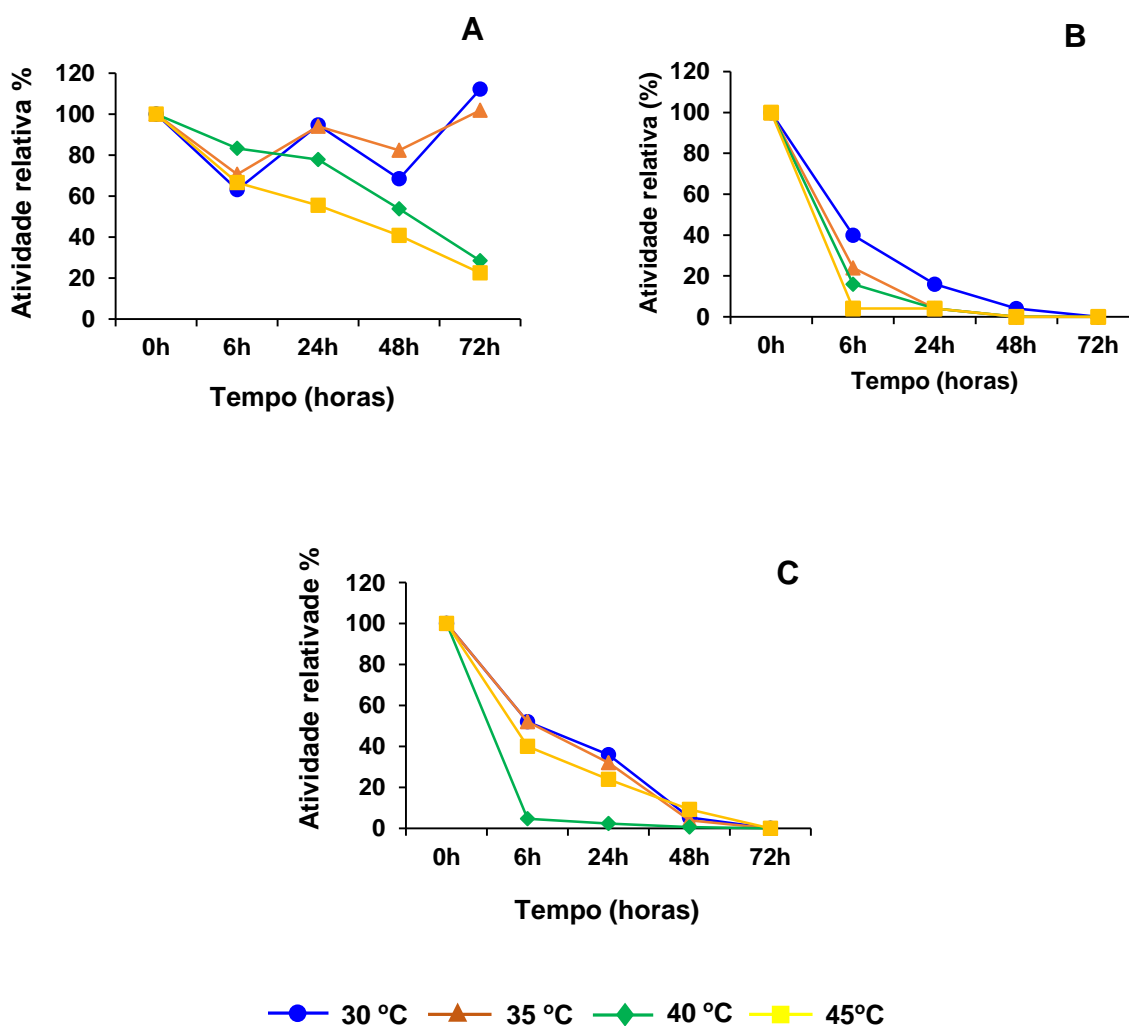 A
Atividade relativa %
120
100
80
60
40
20
0
0h 6h 24h 48h 72h
Tempo (horas)
B
Atividade relativa (%)
120
100
80
60
40
20
0
0h 6h 24h 48h 72h
Tempo (horas)
C
Atividade relativade %
120
100
80
60
40
20
0
0h 6h 24h 48h 72h
Tempo (horas)
30 ºC 35 ºC 40 ºC 45ºC